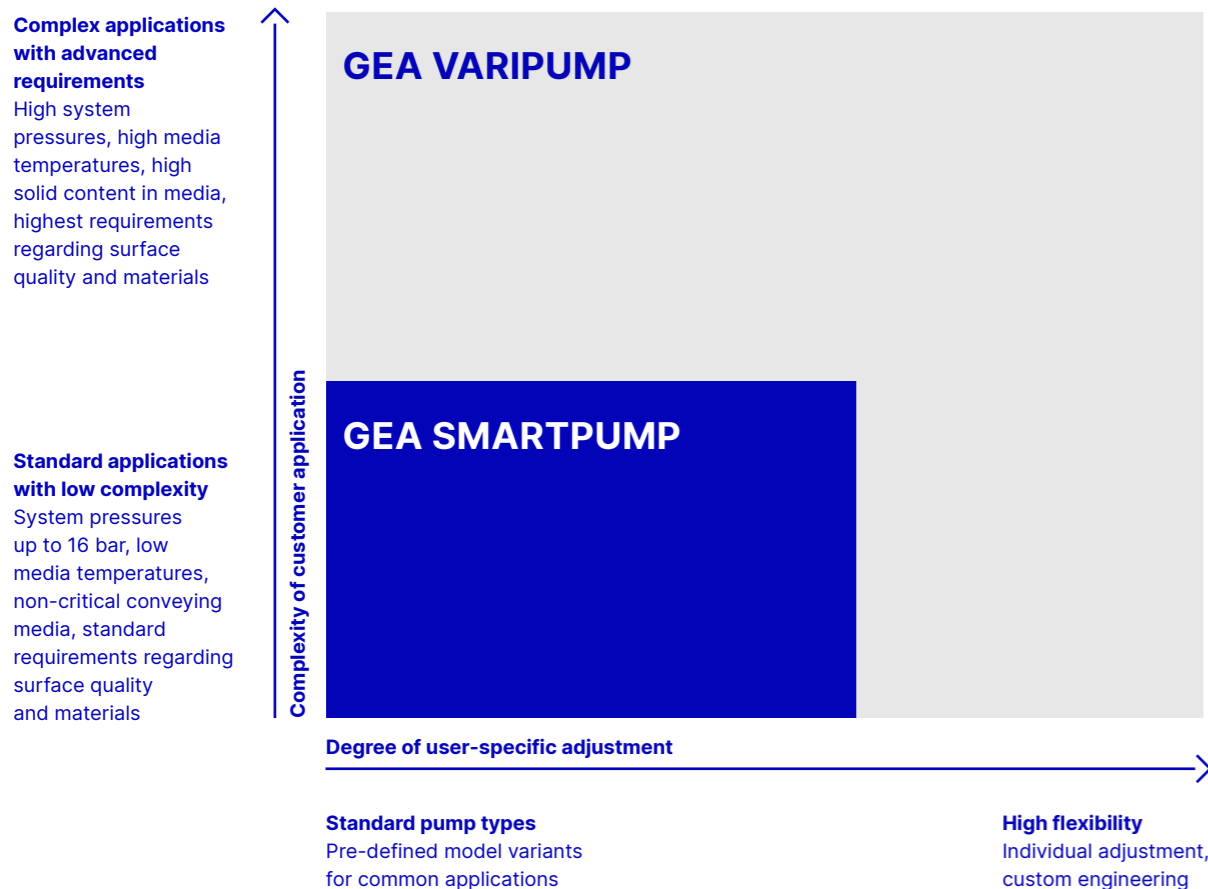 Complex applications
with advanced
requirements
High system
pressures, high media
temperatures, high
solid content in media,
highest requirements
regarding surface
quality and materials
Standard applications
with low complexity
System pressures
up to 16 bar, low
media temperatures,
non-critical conveying
media, standard
requirements regarding
surface quality
and materials
Complexity of customer application
GEA VARIPUMP
GEA SMARTPUMP
Degree of user-specific adjustment
Standard pump types
Pre-defined model variants
for common applications
High flexibility
Individual adjustment,
custom engineering